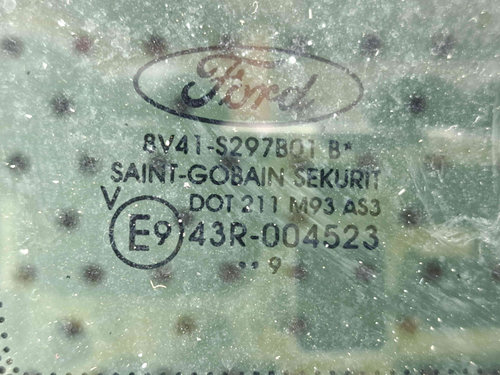 Ford
8V41-S297B01 B*
SAINT-GOBAIN SEKURIT
DOT 211 M93 AS3
V
E9 43R-004523
** 9